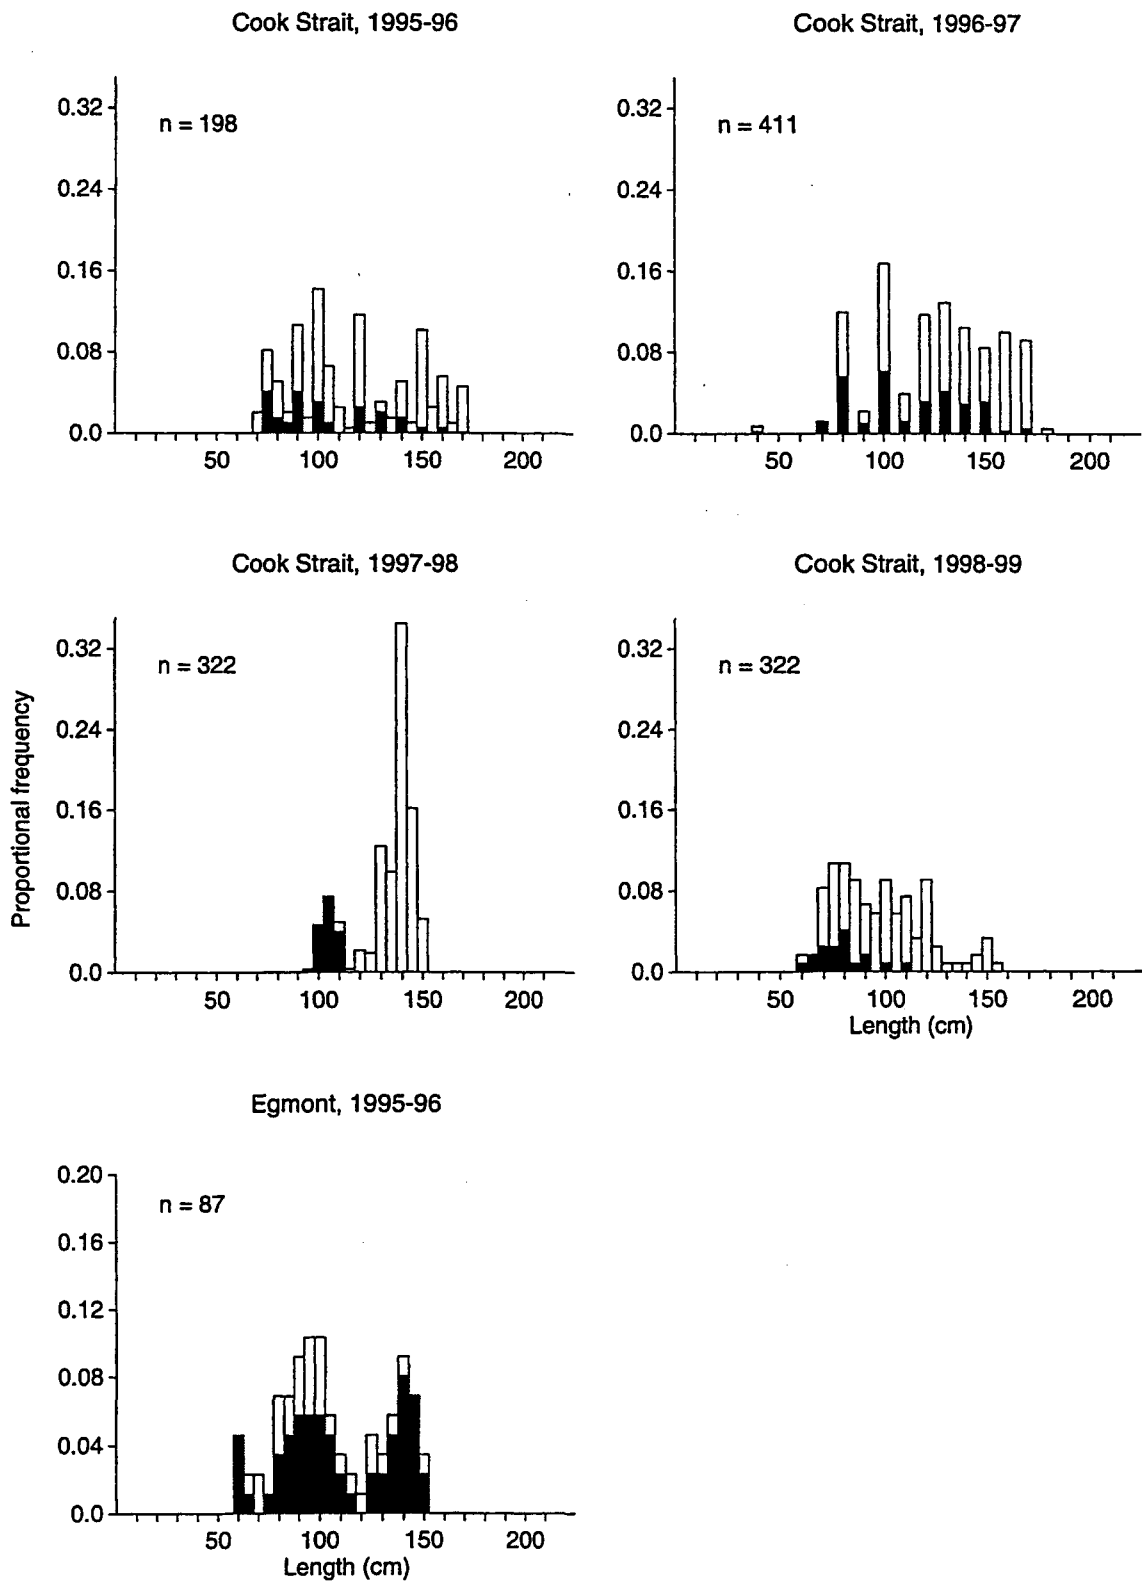 Cook Strait, 1995-96
n = 198
0.32
0.24
0.16
0.08
0.0
50 100 150 200
Cook Strait, 1996-97
n = 411
0.32
0.24
0.16
0.08
0.0
50 100 150 200
Cook Strait, 1997-98
n = 322
0.32
0.24
0.16
0.08
0.0
50 100 150 200
Proportional frequency
Cook Strait, 1998-99
n = 322
0.32
0.24
0.16
0.08
0.0
50 100 150 200
Length (cm)
Egmont, 1995-96
n = 87
0.20
0.16
0.12
0.08
0.04
0.0
50 100 150 200
Length (cm)